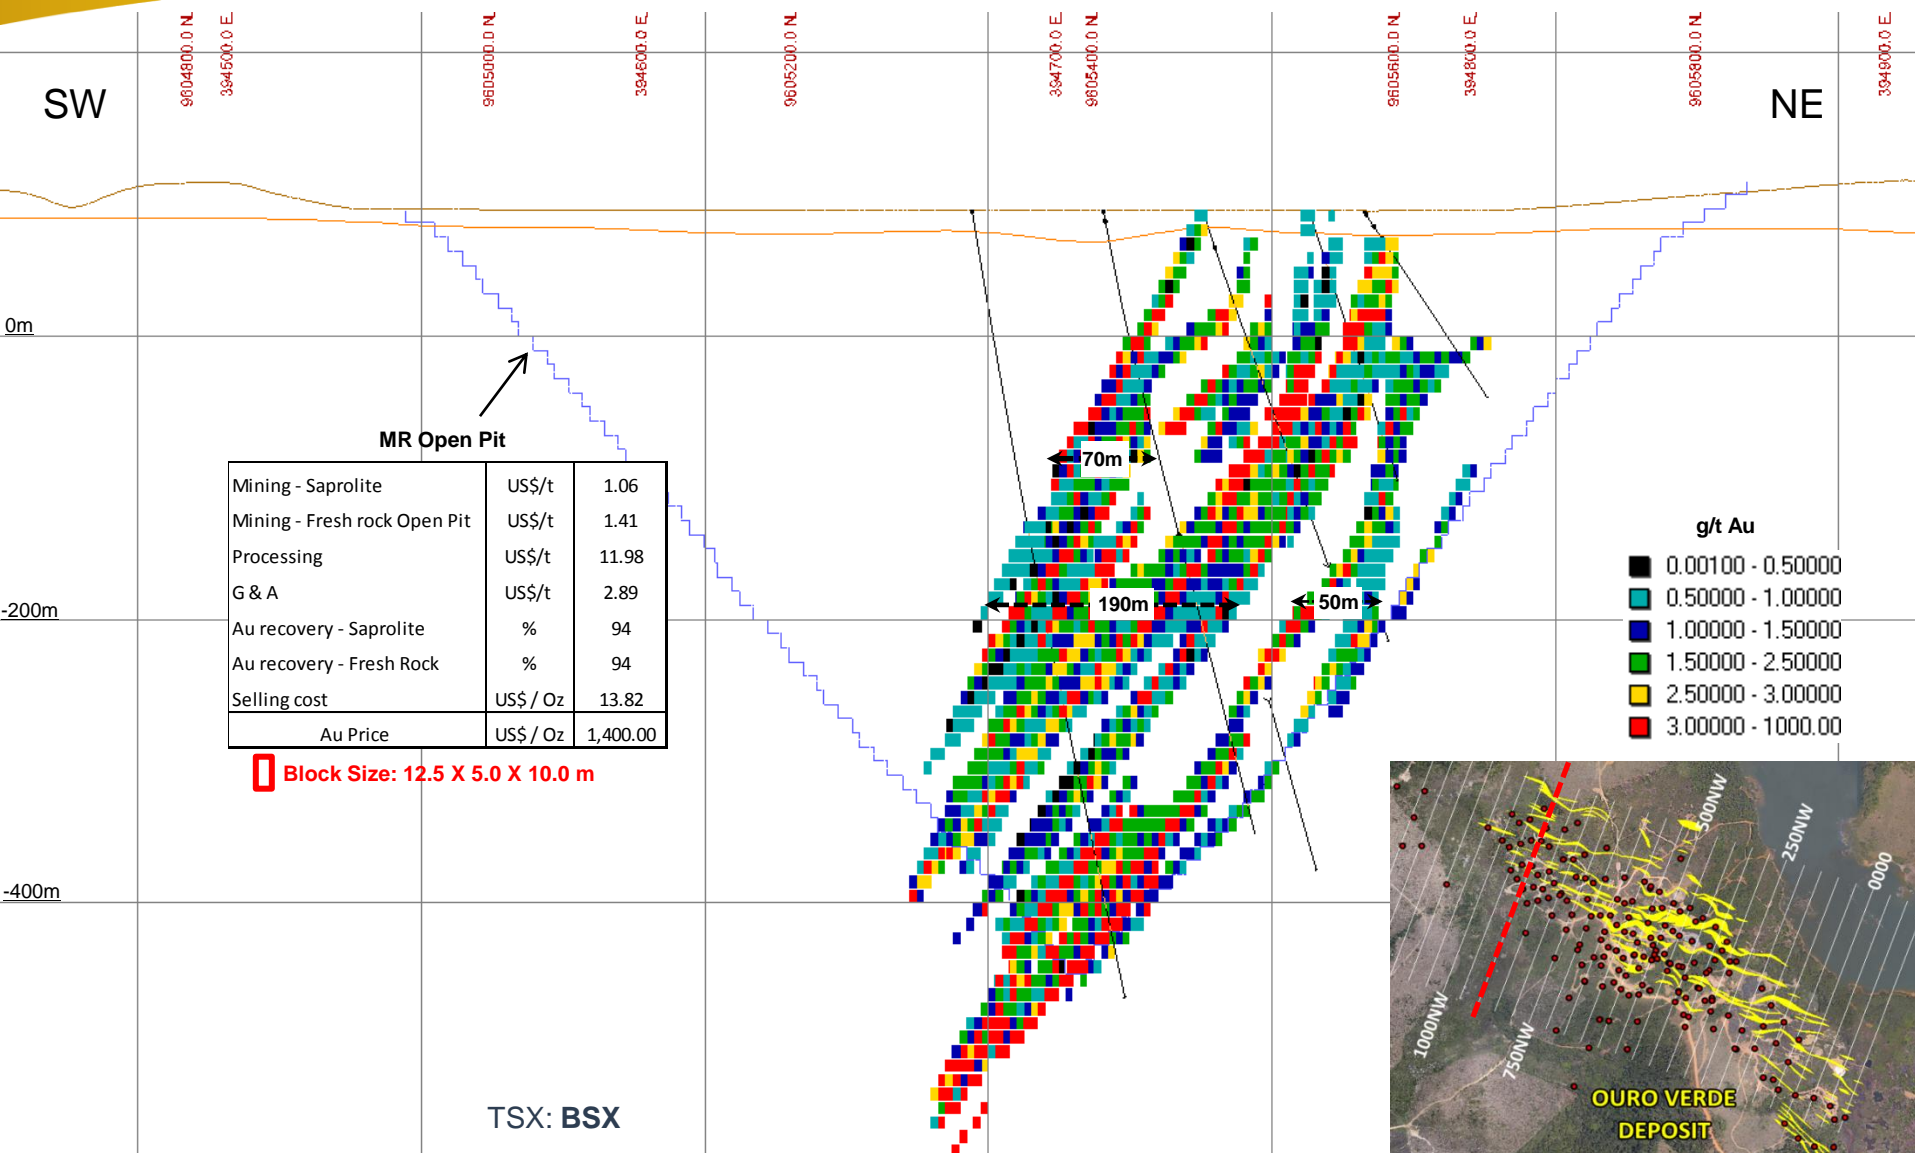 9604800.0 N
394500.0 E
9605000.0 N
394600.0 E
9605200.0 N
394700.0 E
9605400.0 N
9605600.0 N
394800.0 E
9605800.0 N
394900.0 E
SW
NE
0m
-200m
-400m
MR Open Pit
Mining - Saprolite US$/t 1.06
Mining - Fresh rock Open Pit US$/t 1.41
Processing US$/t 11.98
G & A US$/t 2.89
Au recovery - Saprolite % 94
Au recovery - Fresh Rock % 94
Selling cost US$ / Oz 13.82
Au Price US$ / Oz 1,400.00
Block Size: 12.5 X 5.0 X 10.0 m
70m
190m
50m
g/t Au
0.00100 - 0.50000
0.50000 - 1.00000
1.00000 - 1.50000
1.50000 - 2.50000
2.50000 - 3.00000
3.00000 - 1000.00
500NW
250NW
0000
1000NW
750NW
OURO VERDE
DEPOSIT
TSX: BSX